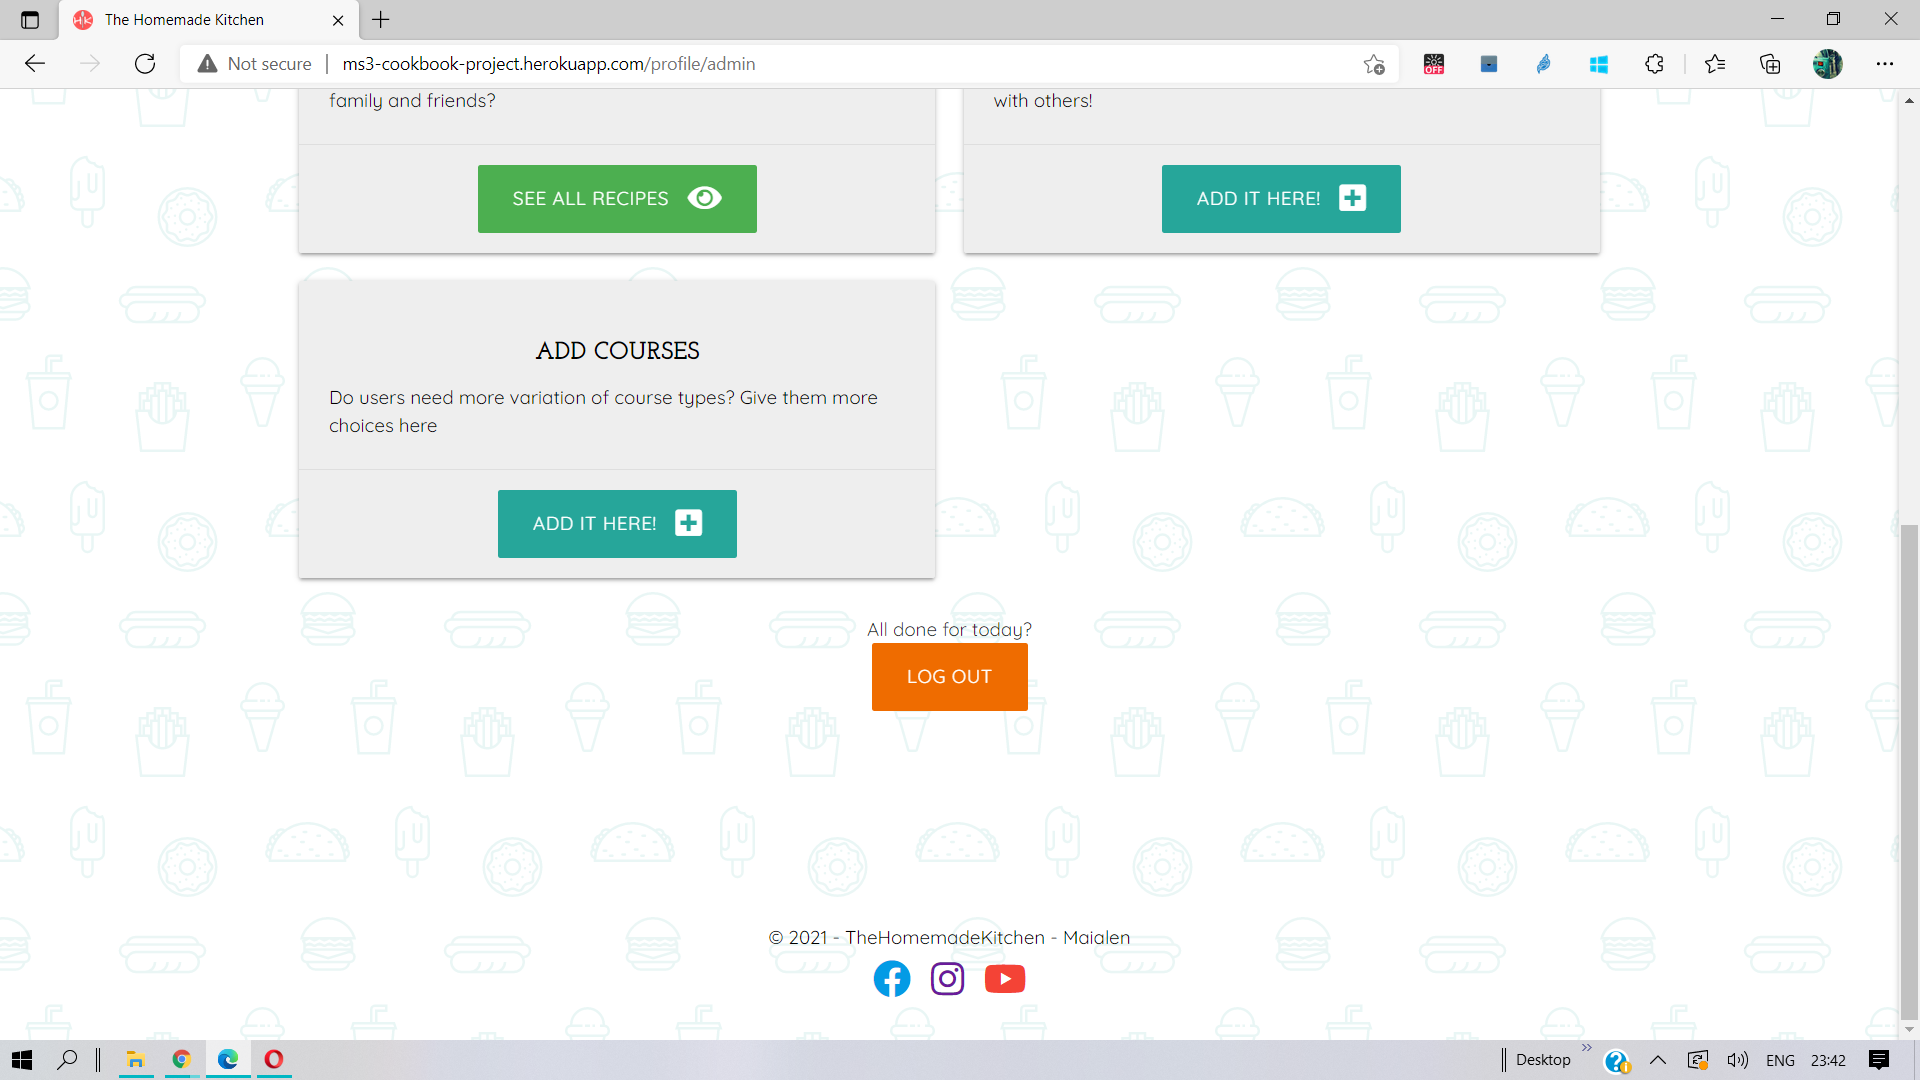 The Homemade Kitchen
Not secure
ms3-cookbook-project.herokuapp.com/profile/admin
OFF
family and friends?
with others!
SEE ALL RECIPES
ADD IT HERE!
ADD COURSES
Do users need more variation of course types? Give them more
choices here
ADD IT HERE!
All done for today?
LOG OUT
© 2021 - TheHomemadeKitchen - Maialen
Desktop
ENG
23:42